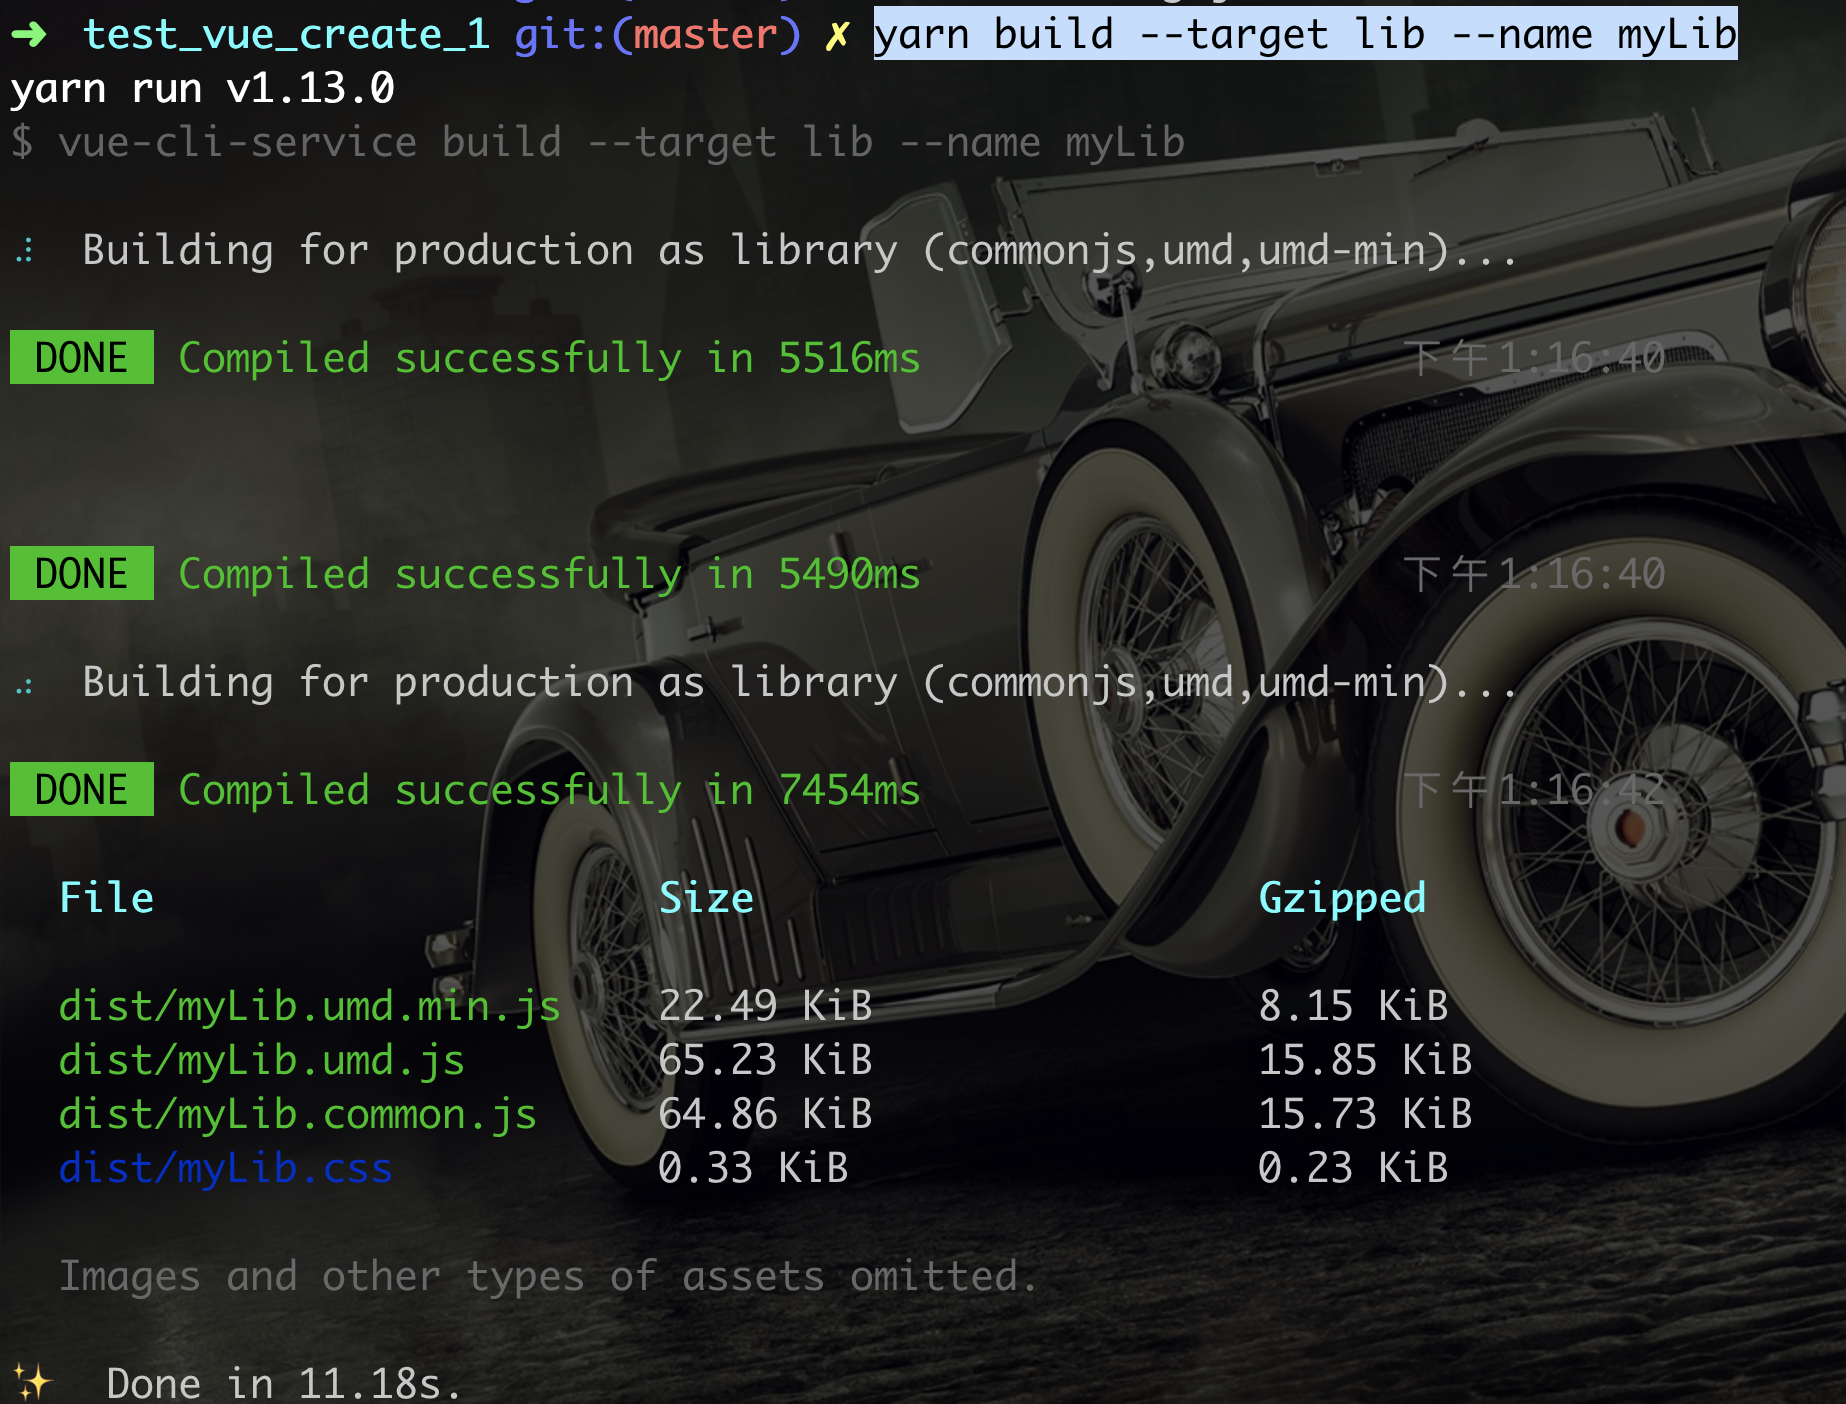 ➜ test_vue_create_1 git:(master) ✗ yarn build --target lib --name myLib
yarn run v1.13.0
$ vue-cli-service build --target lib --name myLib
Building for production as library (commonjs,umd,umd-min)...
DONE Compiled successfully in 5516ms 下午1:16:40
DONE Compiled successfully in 5490ms 下午1:16:40
Building for production as library (commonjs,umd,umd-min)...
DONE Compiled successfully in 7454ms 下午1:16:42
File Size Gzipped
dist/myLib.umd.min.js 22.49 KiB 8.15 KiB
dist/myLib.umd.js 65.23 KiB 15.85 KiB
dist/myLib.common.js 64.86 KiB 15.73 KiB
dist/myLib.css 0.33 KiB 0.23 KiB
Images and other types of assets omitted.
✨ Done in 11.18s.